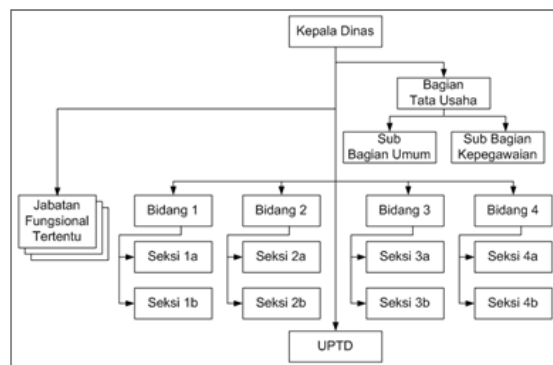 Kepala Dinas
Bagian
Tata Usaha
Sub
Bagian Umum
Sub Bagian
Kepegawaian
Jabatan
Fungsional
Tertentu
Bidang 1
Bidang 2
Bidang 3
Bidang 4
Seksi 1a
Seksi 2a
Seksi 3a
Seksi 4a
Seksi 1b
Seksi 2b
Seksi 3b
Seksi 4b
UPTD